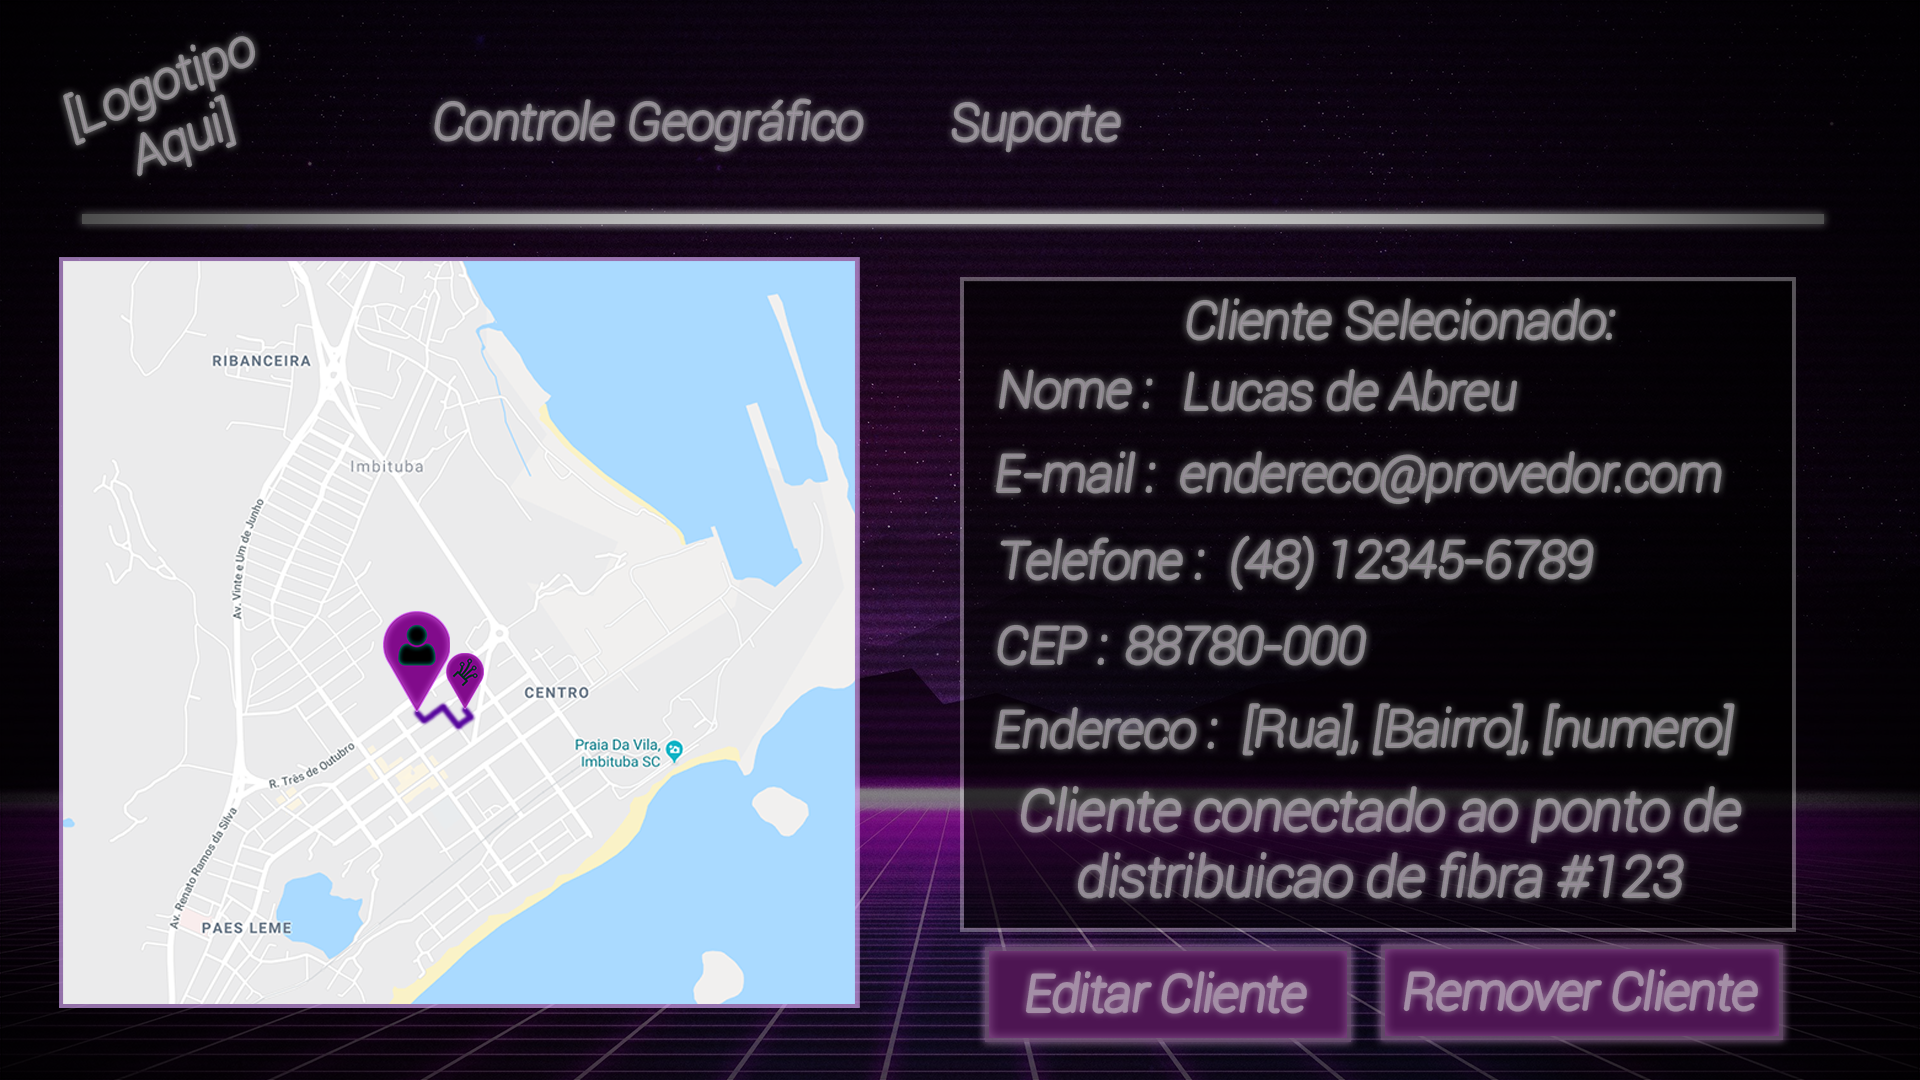 [Logotipo
Aqui]
Controle Geográfico
Suporte
RIBANCEIRA
Imbituba
Av. Vinte e Um de Junho
CENTRO
Praia Da Vila,
Imbituba SC
R. Três de Outubro
Av. Renato Ramos da Silva
PAES LEME
Cliente Selecionado:
Nome : Lucas de Abreu
E-mail : endereco@provedor.com
Telefone : (48) 12345-6789
CEP : 88780-000
Endereco : [Rua], [Bairro], [numero]
Cliente conectado ao ponto de
distribuicao de fibra #123
Editar Cliente
Remover Cliente